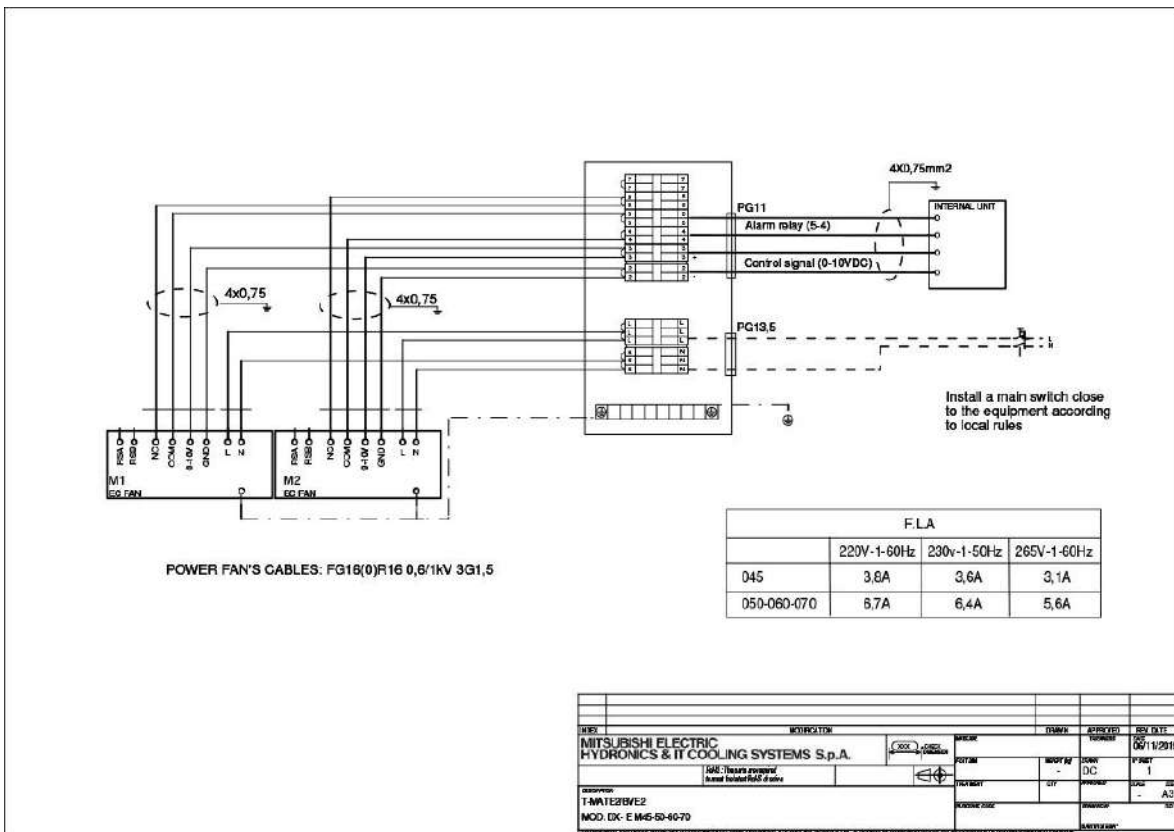 4X0,75mm2
PG11
INTERNAL UNIT
Alarm relay (5-4)
+
Control signal (0-10VDC)
-
4x0,75
4x0,75
PG13,5
L
L
L
N
N
N
L
N
Install a main switch close
to the equipment according
to local rules
RSA RSB NO COM 0-10V GND L N
RSA RSB NO COM 0-10V GND L N
M1
EC FAN
M2
EC FAN
POWER FAN'S CABLES: FG16(0)R16 0,6/1kV 3G1,5
F.L.A
220V-1-60Hz 230v-1-50Hz 265V-1-60Hz
045 3,8A 3,6A 3,1A
050-060-070 6,7A 6,4A 5,6A
INDEX MODIFICATION DRAWN APPROVED REV. DATE
MITSUBISHI ELECTRIC
HYDRONICS & IT COOLING SYSTEMS S.p.A.
XXX
DC
1
- A3
T-MATE2/BVE2
MOD. DX- E M45-50-60-70